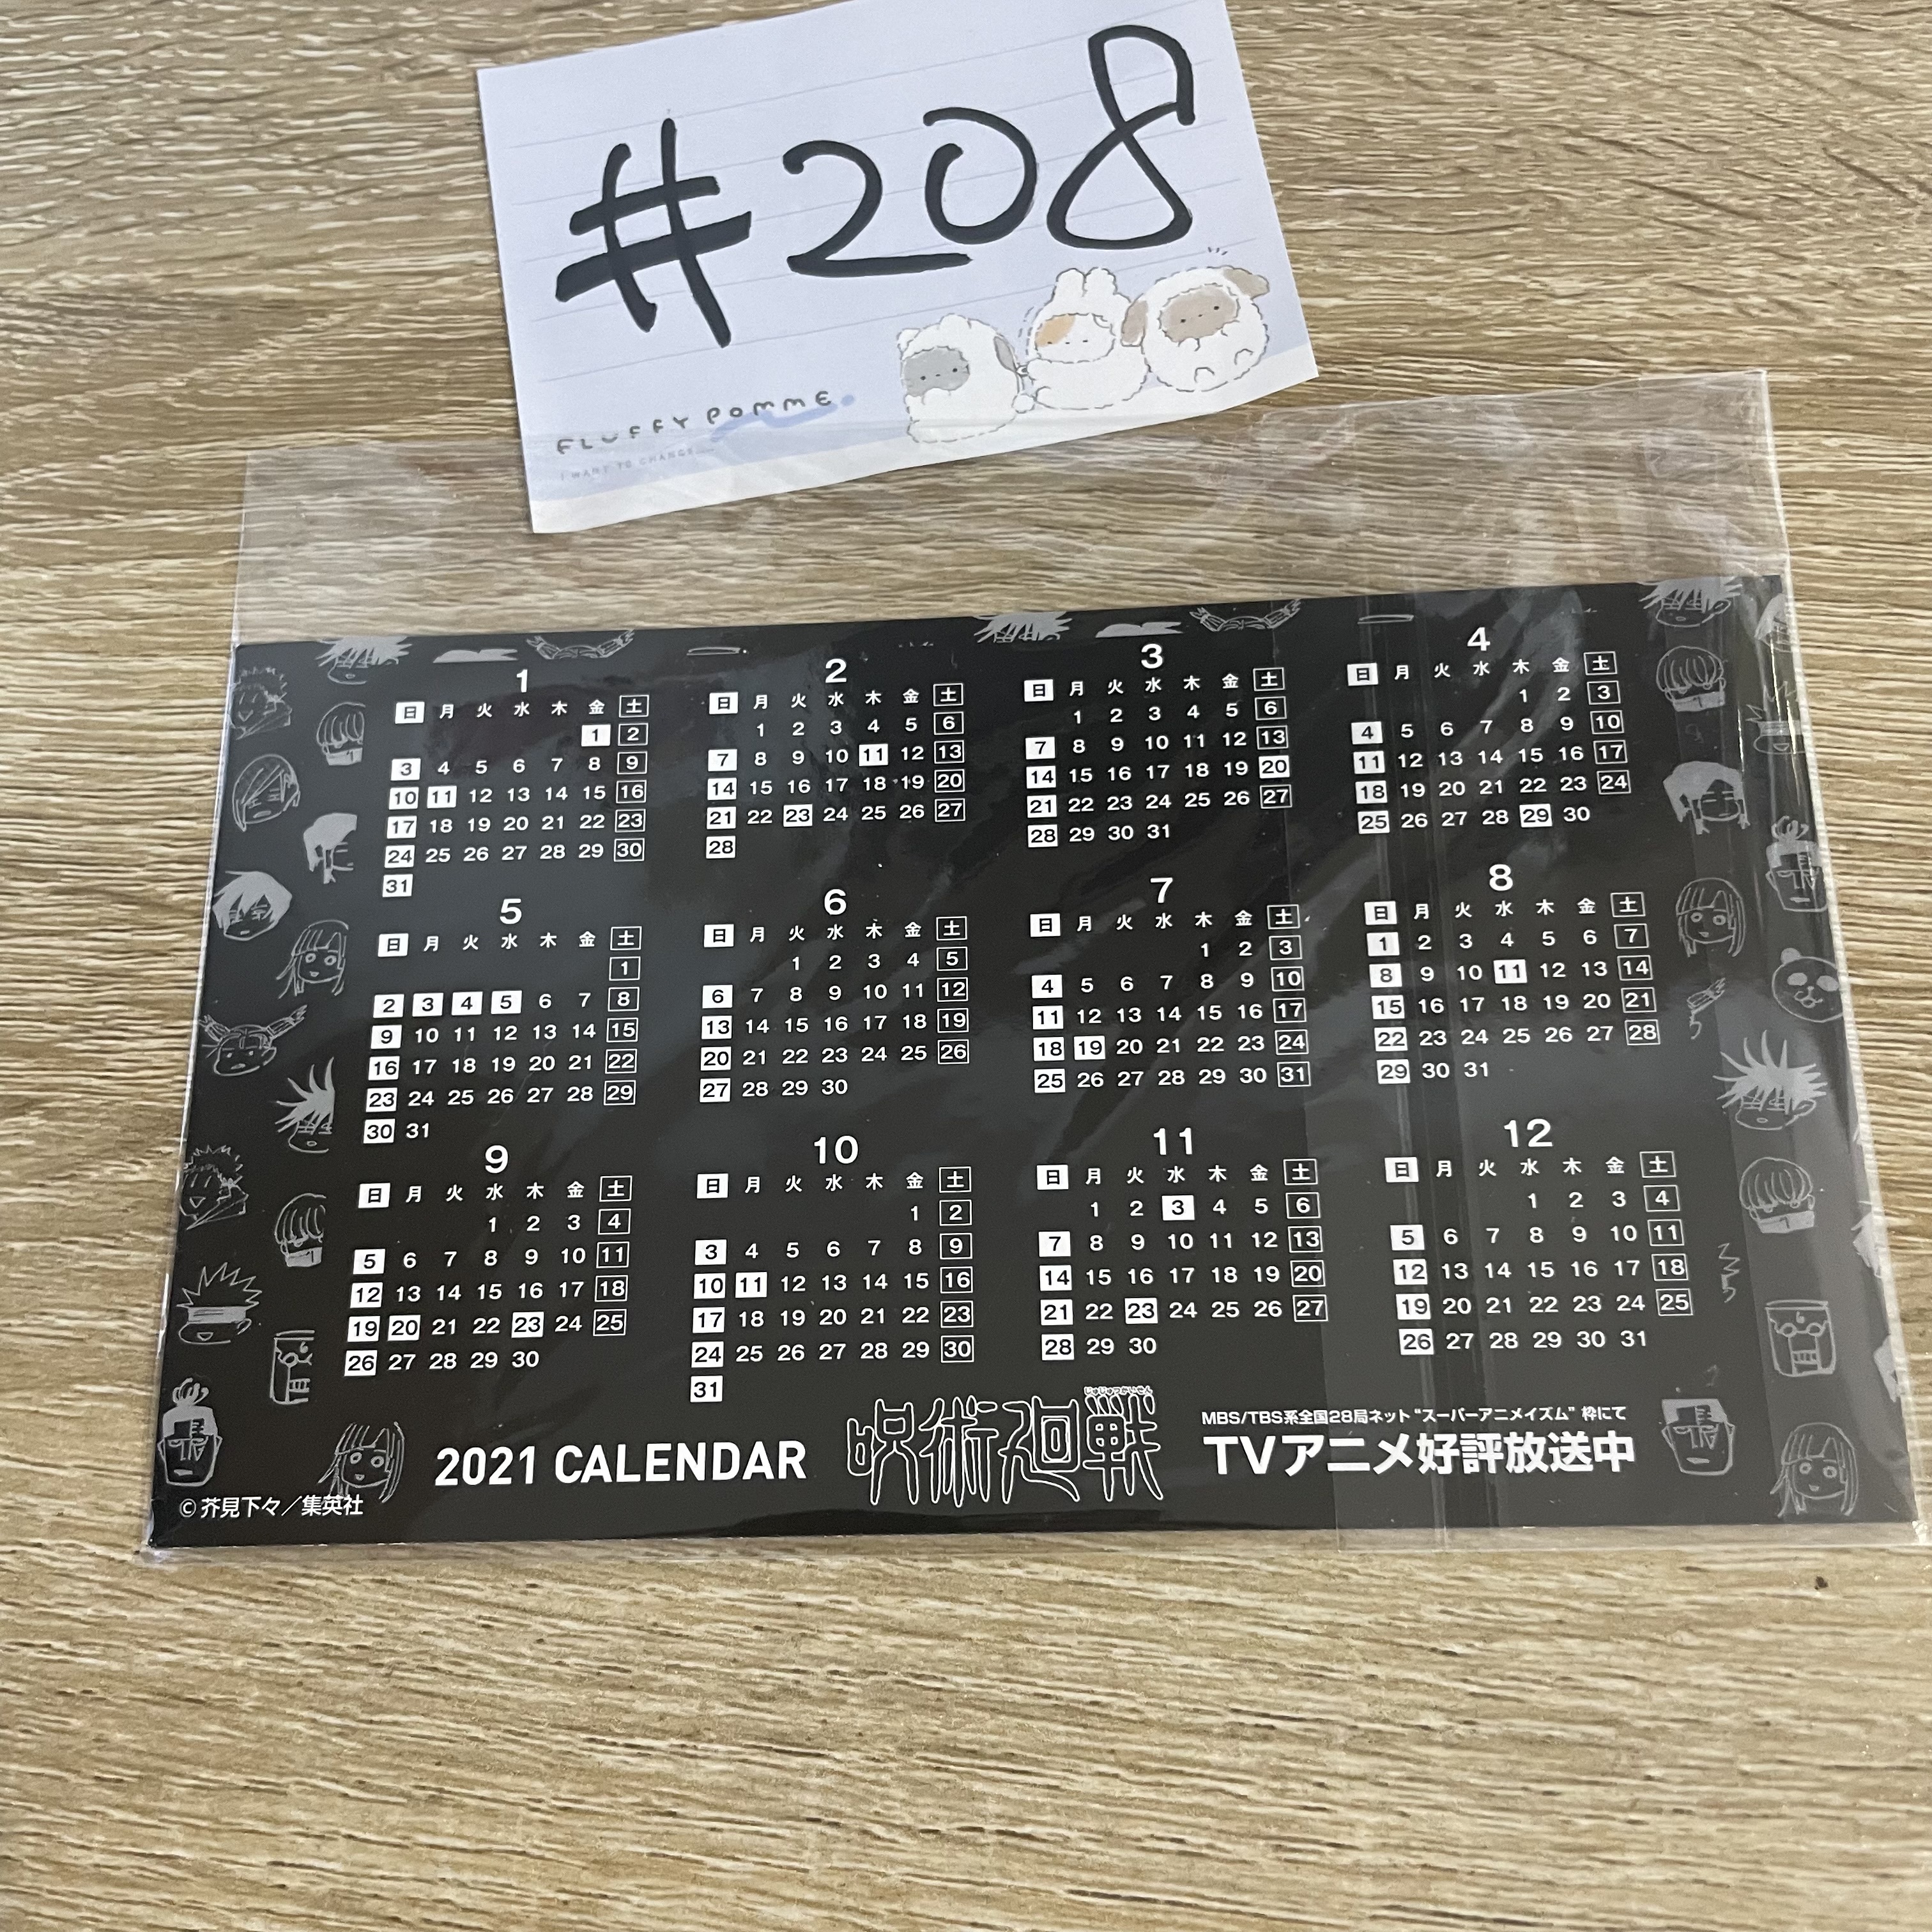 #208
FLUFFY POMME
I WANT TO CHANGE
1
日 月 火 水 木 金 土
1 2
3 4 5 6 7 8 9
10 11 12 13 14 15 16
17 18 19 20 21 22 23
24 25 26 27 28 29 30
31
2
日 月 火 水 木 金 土
1 2 3 4 5 6
7 8 9 10 11 12 13
14 15 16 17 18 19 20
21 22 23 24 25 26 27
28
3
日 月 火 水 木 金 土
1 2 3 4 5 6
7 8 9 10 11 12 13
14 15 16 17 18 19 20
21 22 23 24 25 26 27
28 29 30 31
4
日 月 火 水 木 金 土
1 2 3
4 5 6 7 8 9 10
11 12 13 14 15 16 17
18 19 20 21 22 23 24
25 26 27 28 29 30
5
日 月 火 水 木 金 土
1
2 3 4 5 6 7 8
9 10 11 12 13 14 15
16 17 18 19 20 21 22
23 24 25 26 27 28 29
30 31
6
日 月 火 水 木 金 土
1 2 3 4 5
6 7 8 9 10 11 12
13 14 15 16 17 18 19
20 21 22 23 24 25 26
27 28 29 30
7
日 月 火 水 木 金 土
1 2 3
4 5 6 7 8 9 10
11 12 13 14 15 16 17
18 19 20 21 22 23 24
25 26 27 28 29 30 31
8
日 月 火 水 木 金 土
1 2 3 4 5 6 7
8 9 10 11 12 13 14
15 16 17 18 19 20 21
22 23 24 25 26 27 28
29 30 31
9
日 月 火 水 木 金 土
1 2 3 4
5 6 7 8 9 10 11
12 13 14 15 16 17 18
19 20 21 22 23 24 25
26 27 28 29 30
10
日 月 火 水 木 金 土
1 2
3 4 5 6 7 8 9
10 11 12 13 14 15 16
17 18 19 20 21 22 23
24 25 26 27 28 29 30
31
11
日 月 火 水 木 金 土
1 2 3 4 5 6
7 8 9 10 11 12 13
14 15 16 17 18 19 20
21 22 23 24 25 26 27
28 29 30
12
日 月 火 水 木 金 土
1 2 3 4
5 6 7 8 9 10 11
12 13 14 15 16 17 18
19 20 21 22 23 24 25
26 27 28 29 30 31
2021 CALENDAR
じゅじゅつかいせん
呪術廻戦
MBS/TBS系全国28局ネット“スーパーアニメイズム”枠にて
TVアニメ好評放送中
©芥見下々/集英社